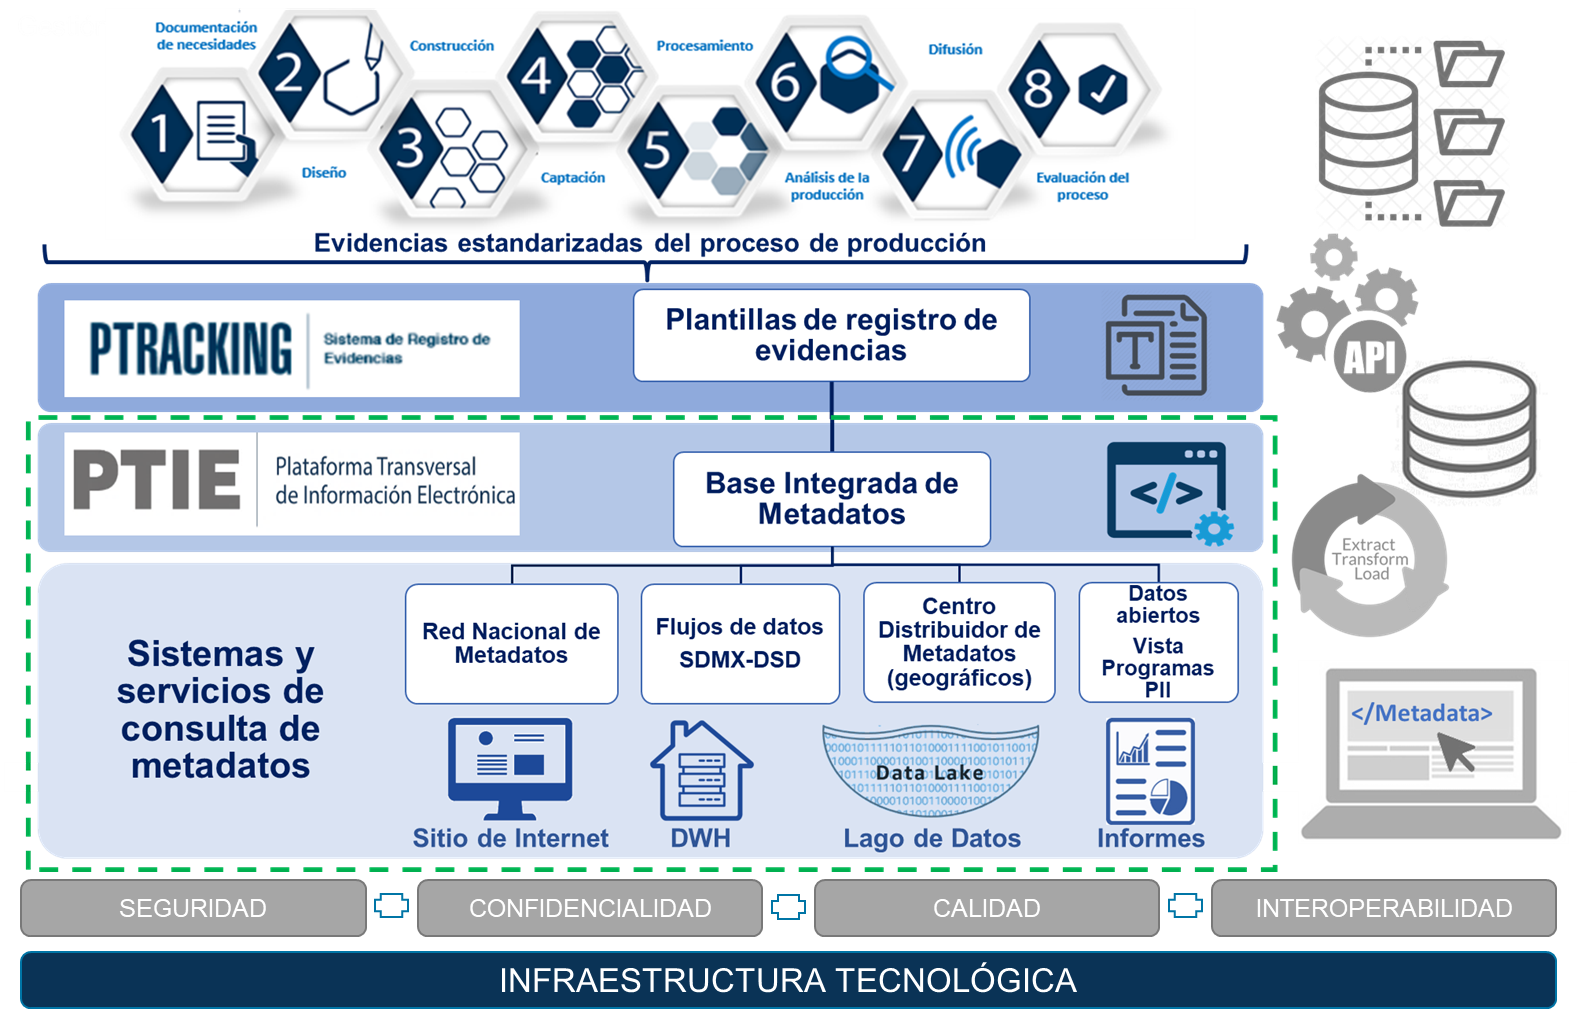 Documentación
de necesidades
1
2
Diseño
Construcción
3
4
Captación
Procesamiento
5
6
Análisis de la
producción
Difusión
7
8
Evaluación del
proceso
Evidencias estandarizadas del proceso de producción
PTRACKING
Sistema de Registro de
Evidencias
Plantillas de registro de
evidencias
T
API
PTIE
Plataforma Transversal
de Información Electrónica
Base Integrada de
Metadatos
</>
Extract
Transform
Load
Sistemas y
servicios de
consulta de
metadatos
Red Nacional de
Metadatos
Flujos de datos
SDMX-DSD
Centro
Distribuidor de
Metadatos
(geográficos)
Datos
abiertos
Vista
Programas
PII
</Metadata>
Data Lake
Sitio de Internet
DWH
Lago de Datos
Informes
SEGURIDAD
CONFIDENCIALIDAD
CALIDAD
INTEROPERABILIDAD
INFRAESTRUCTURA TECNOLÓGICA